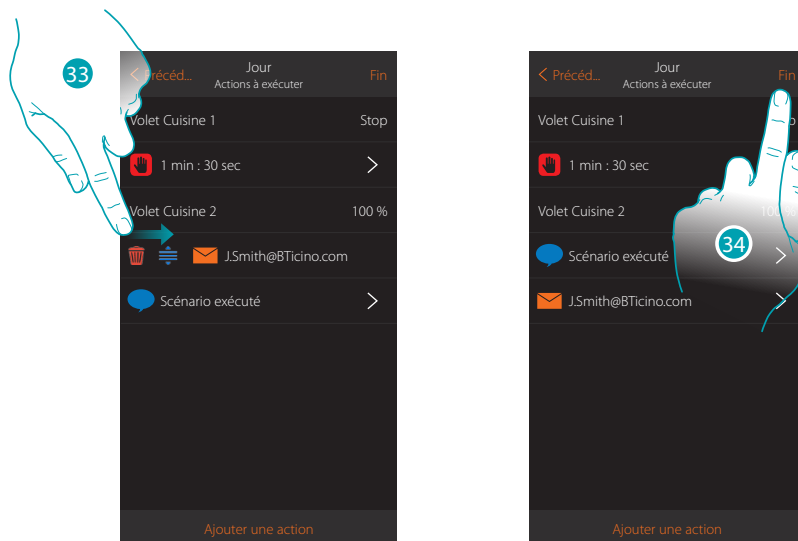 33
< Précéd...
Jour
Fin
Actions à exécuter
Volet Cuisine 1
Stop
1 min : 30 sec
Volet Cuisine 2
100 %
J.Smith@BTicino.com
Scénario exécuté
Ajouter une action
< Précéd...
Jour
Fin
Actions à exécuter
Volet Cuisine 1
1 min : 30 sec
Volet Cuisine 2
100 %
34
Scénario exécuté
J.Smith@BTicino.com
Ajouter une action